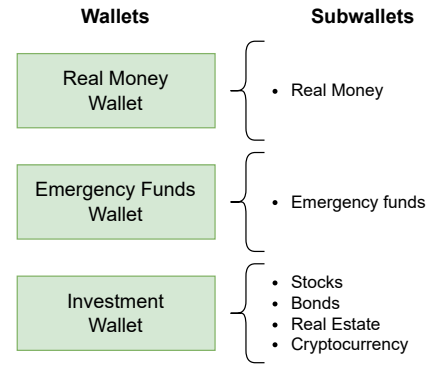 Wallets
Subwallets
Real Money
Wallet
• Real Money
Emergency Funds
Wallet
• Emergency funds
Investment
Wallet
• Stocks
• Bonds
• Real Estate
• Cryptocurrency